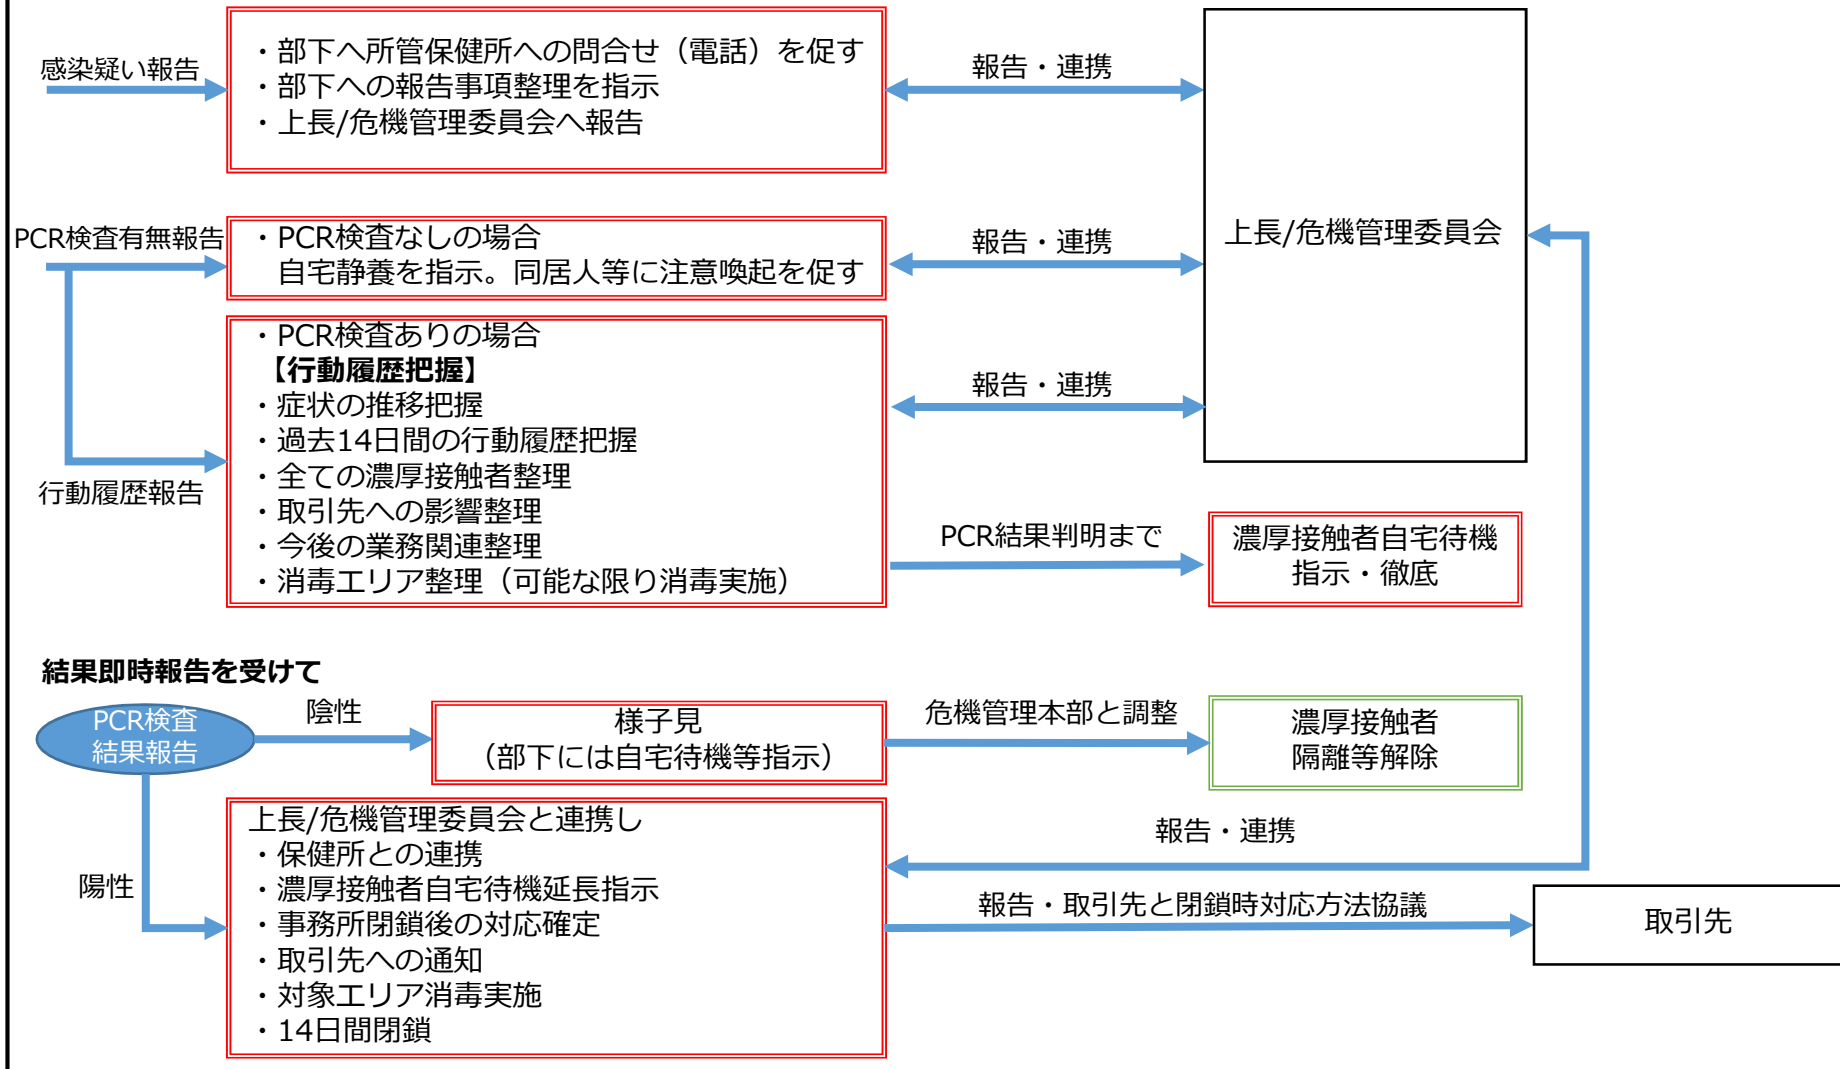 感染疑い報告
・部下へ所管保健所への問合せ（電話）を促す
・部下への報告事項整理を指示
・上長/危機管理委員会へ報告
報告・連携
上長/危機管理委員会
PCR検査有無報告
・PCR検査なしの場合
自宅静養を指示。同居人等に注意喚起を促す
報告・連携
・PCR検査ありの場合
【行動履歴把握】
・症状の推移把握
・過去14日間の行動履歴把握
・全ての濃厚接触者整理
・取引先への影響整理
・今後の業務関連整理
・消毒エリア整理（可能な限り消毒実施）
報告・連携
行動履歴報告
PCR結果判明まで
濃厚接触者自宅待機
指示・徹底
結果即時報告を受けて
PCR検査
結果報告
陰性
様子見
（部下には自宅待機等指示）
危機管理本部と調整
濃厚接触者
隔離等解除
陽性
上長/危機管理委員会と連携し
・保健所との連携
・濃厚接触者自宅待機延長指示
・事務所閉鎖後の対応確定
・取引先への通知
・対象エリア消毒実施
・14日間閉鎖
報告・連携
報告・取引先と閉鎖時対応方法協議
取引先